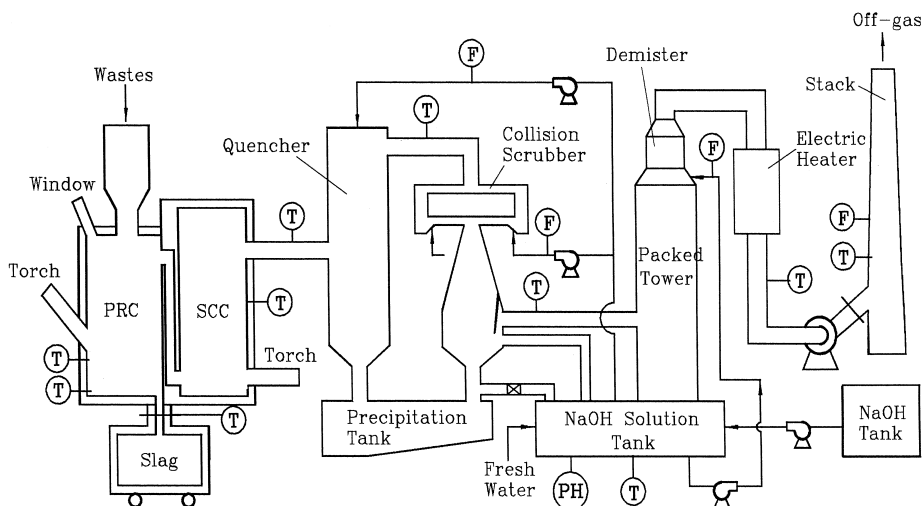 Off-gas
Wastes
F
Demister
Stack
T
Quencher
Collision
Scrubber
F
Electric
Heater
Window
T
F
F
T
Torch
Packed
Tower
T
T
PRC
SCC
T
T
Torch
T
T
T
Precipitation
Tank
NaOH Solution
Tank
NaOH
Tank
Slag
Fresh
Water
PH
T